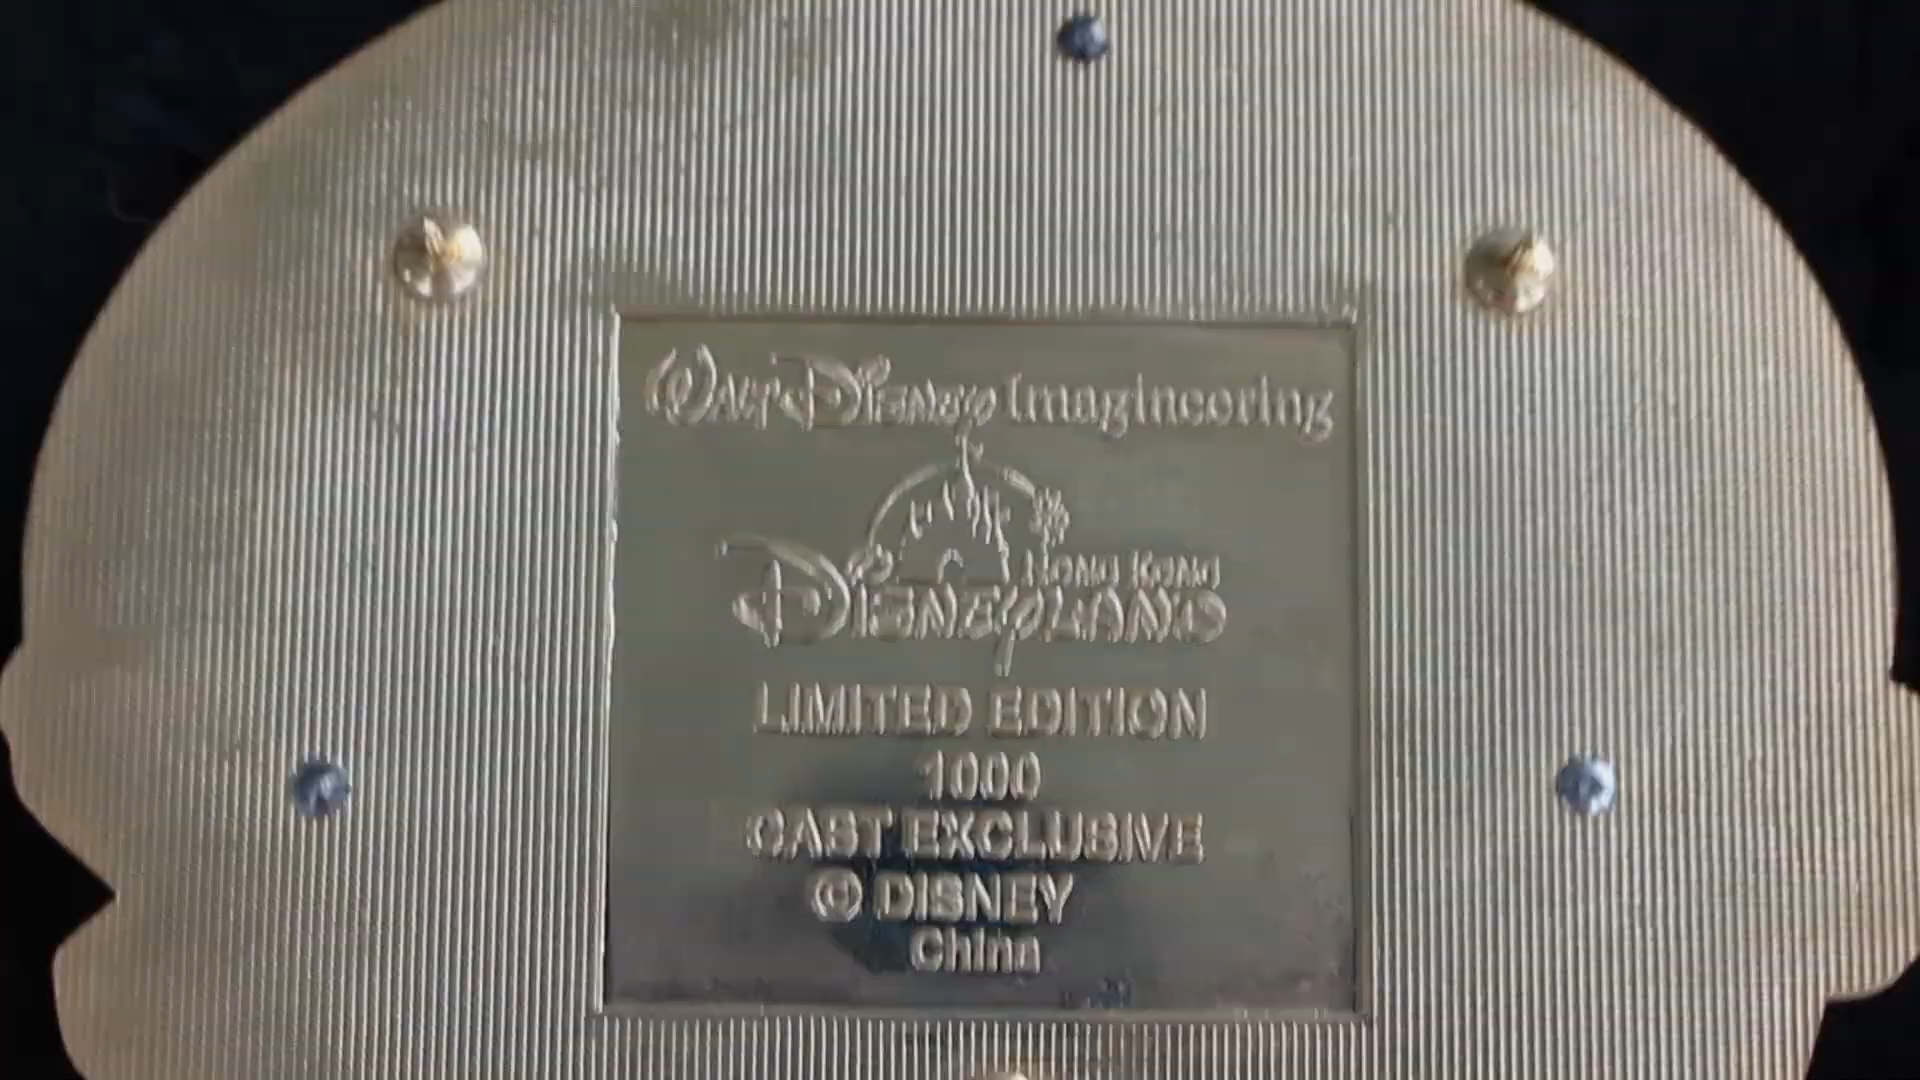 Walt Disney Imagineering
Hong Kong
Disneyland
LIMITED EDITION
1000
CAST EXCLUSIVE
© DISNEY
China